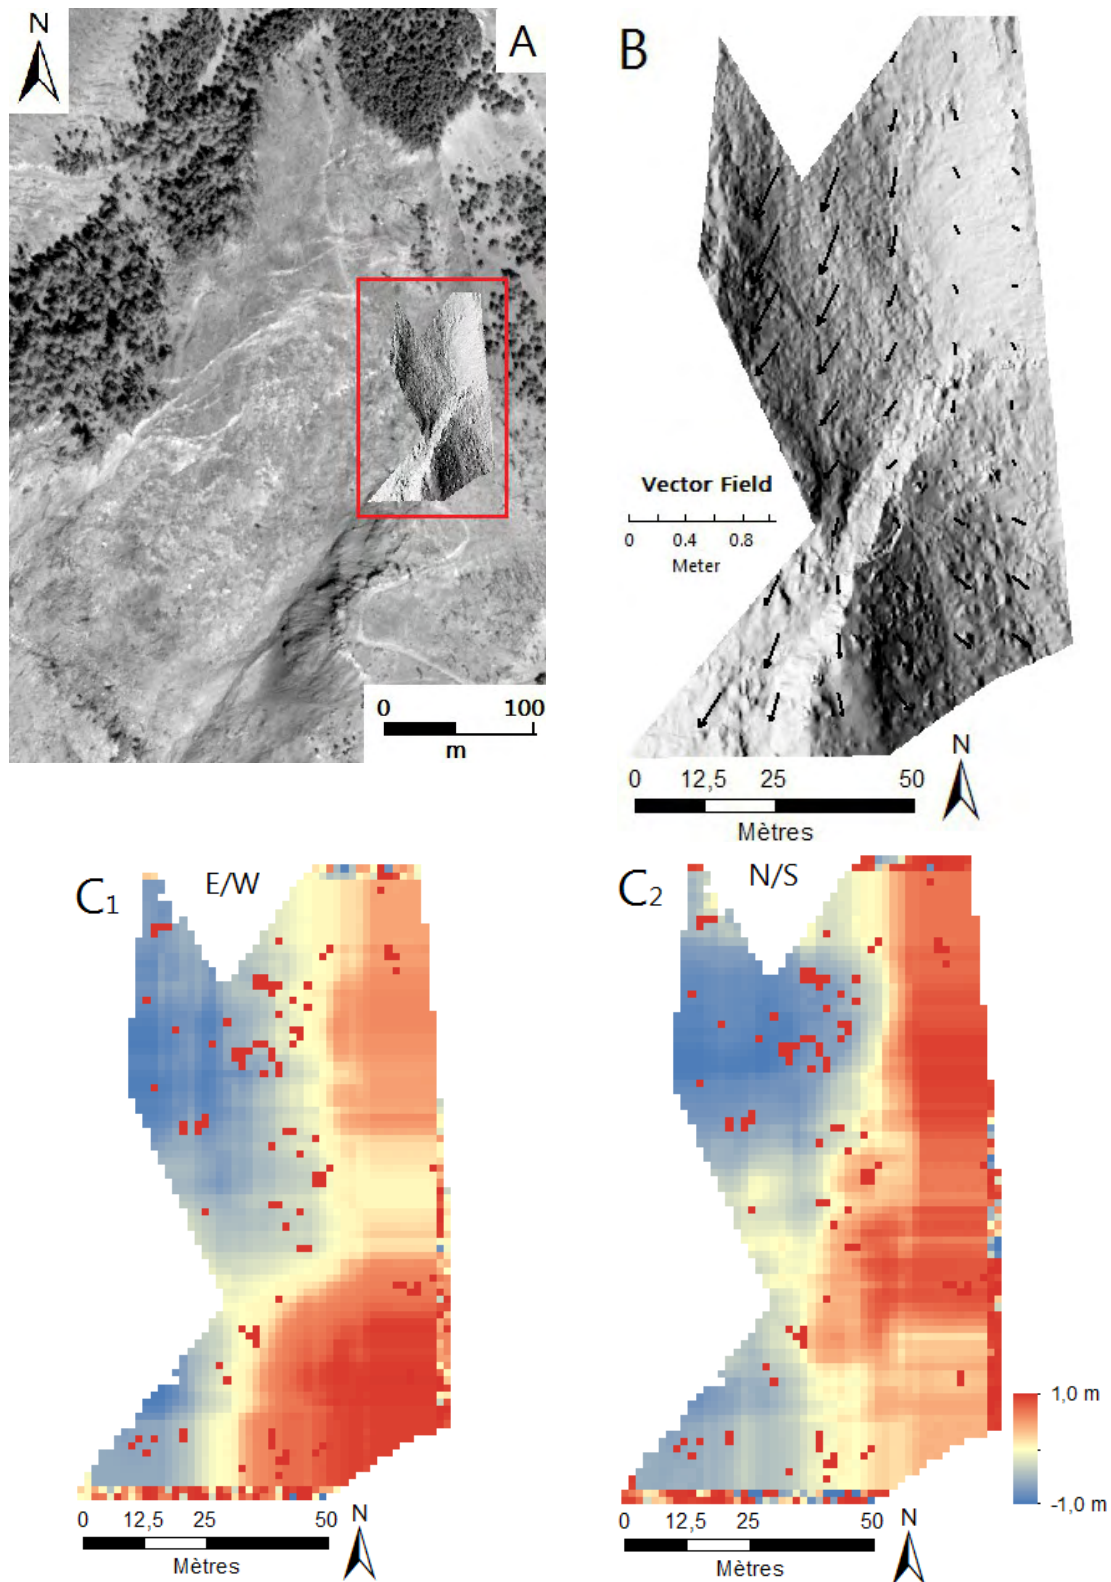 N
A
0 100
m
B
Vector Field
0 0.4 0.8
Meter
N
0 12,5 25 50
Mètres
C1
E/W
C2
N/S
1,0 m
-1,0 m
0 12,5 25 50
Mètres
N
0 12,5 25 50
Mètres
N